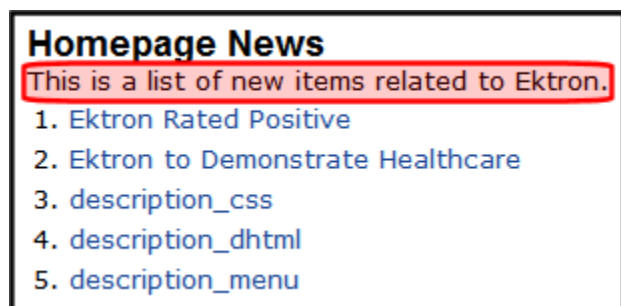 Homepage News
This is a list of new items related to Ektron.
1. Ektron Rated Positive
2. Ektron to Demonstrate Healthcare
3. description_css
4. description_dhtml
5. description_menu